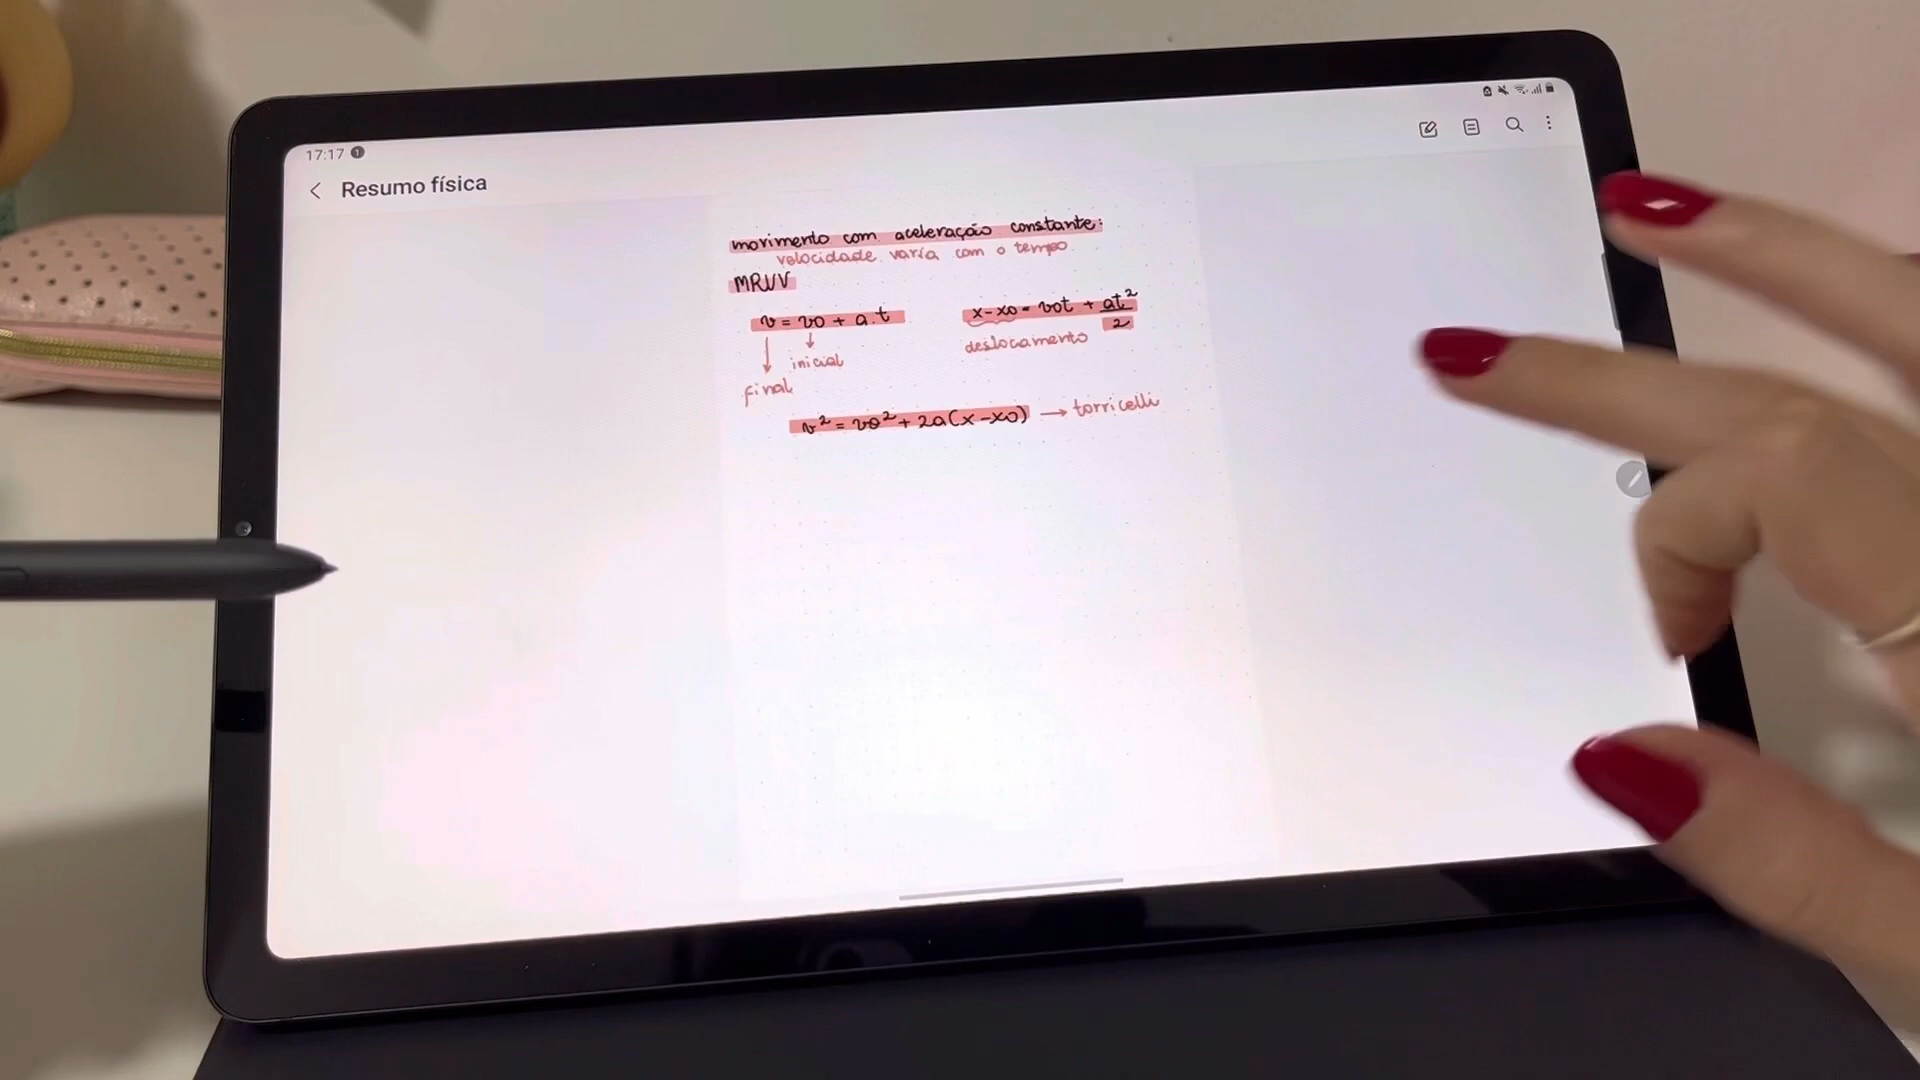 17:17
Resumo física
movimento com aceleração constante:
velocidade varia com o tempo
MRUV
v = vo + a.t
inicial
final
x-xo = vot + at²/2
deslocamento
v² = vo² + 2a(x-xo) → torricelli